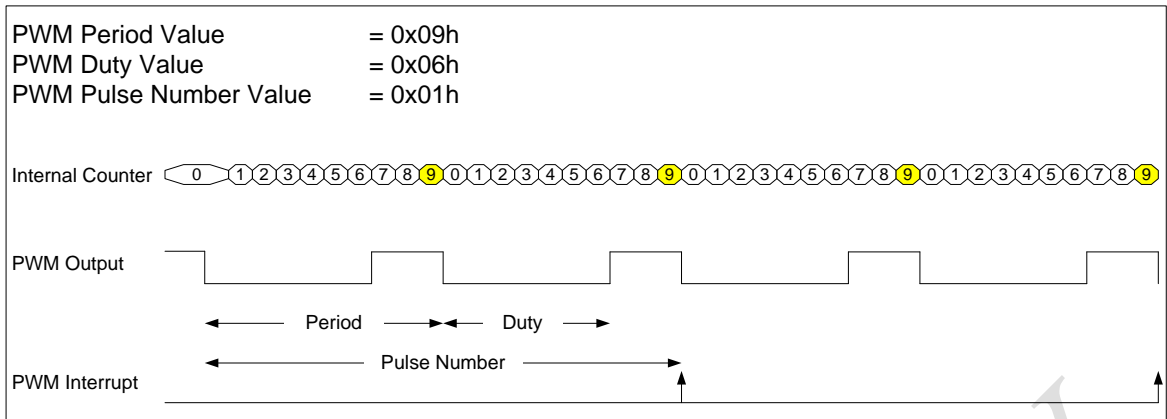 PWM Period Value = 0x09h
PWM Duty Value = 0x06h
PWM Pulse Number Value = 0x01h
Internal Counter 0 1 2 3 4 5 6 7 8 9 0 1 2 3 4 5 6 7 8 9 0 1 2 3 4 5 6 7 8 9 0 1 2 3 4 5 6 7 8 9
PWM Output
Period Duty
Pulse Number
PWM Interrupt